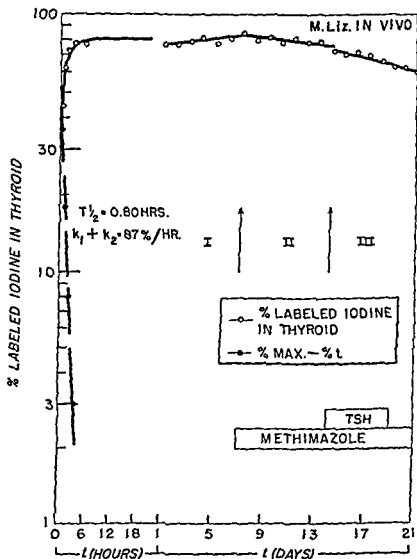 M.Liz. IN VIVO
100
30
10
3
1
% LABELED IODINE IN THYROID
T½ = 0.80 HRS.
k₁ + k₂ = 87%/HR.
I
II
III
% LABELED IODINE
IN THYROID
% MAX. – % t
TSH
METHIMAZOLE
0 6 12 18 1 5 9 13 17 21
t (HOURS)
t (DAYS)